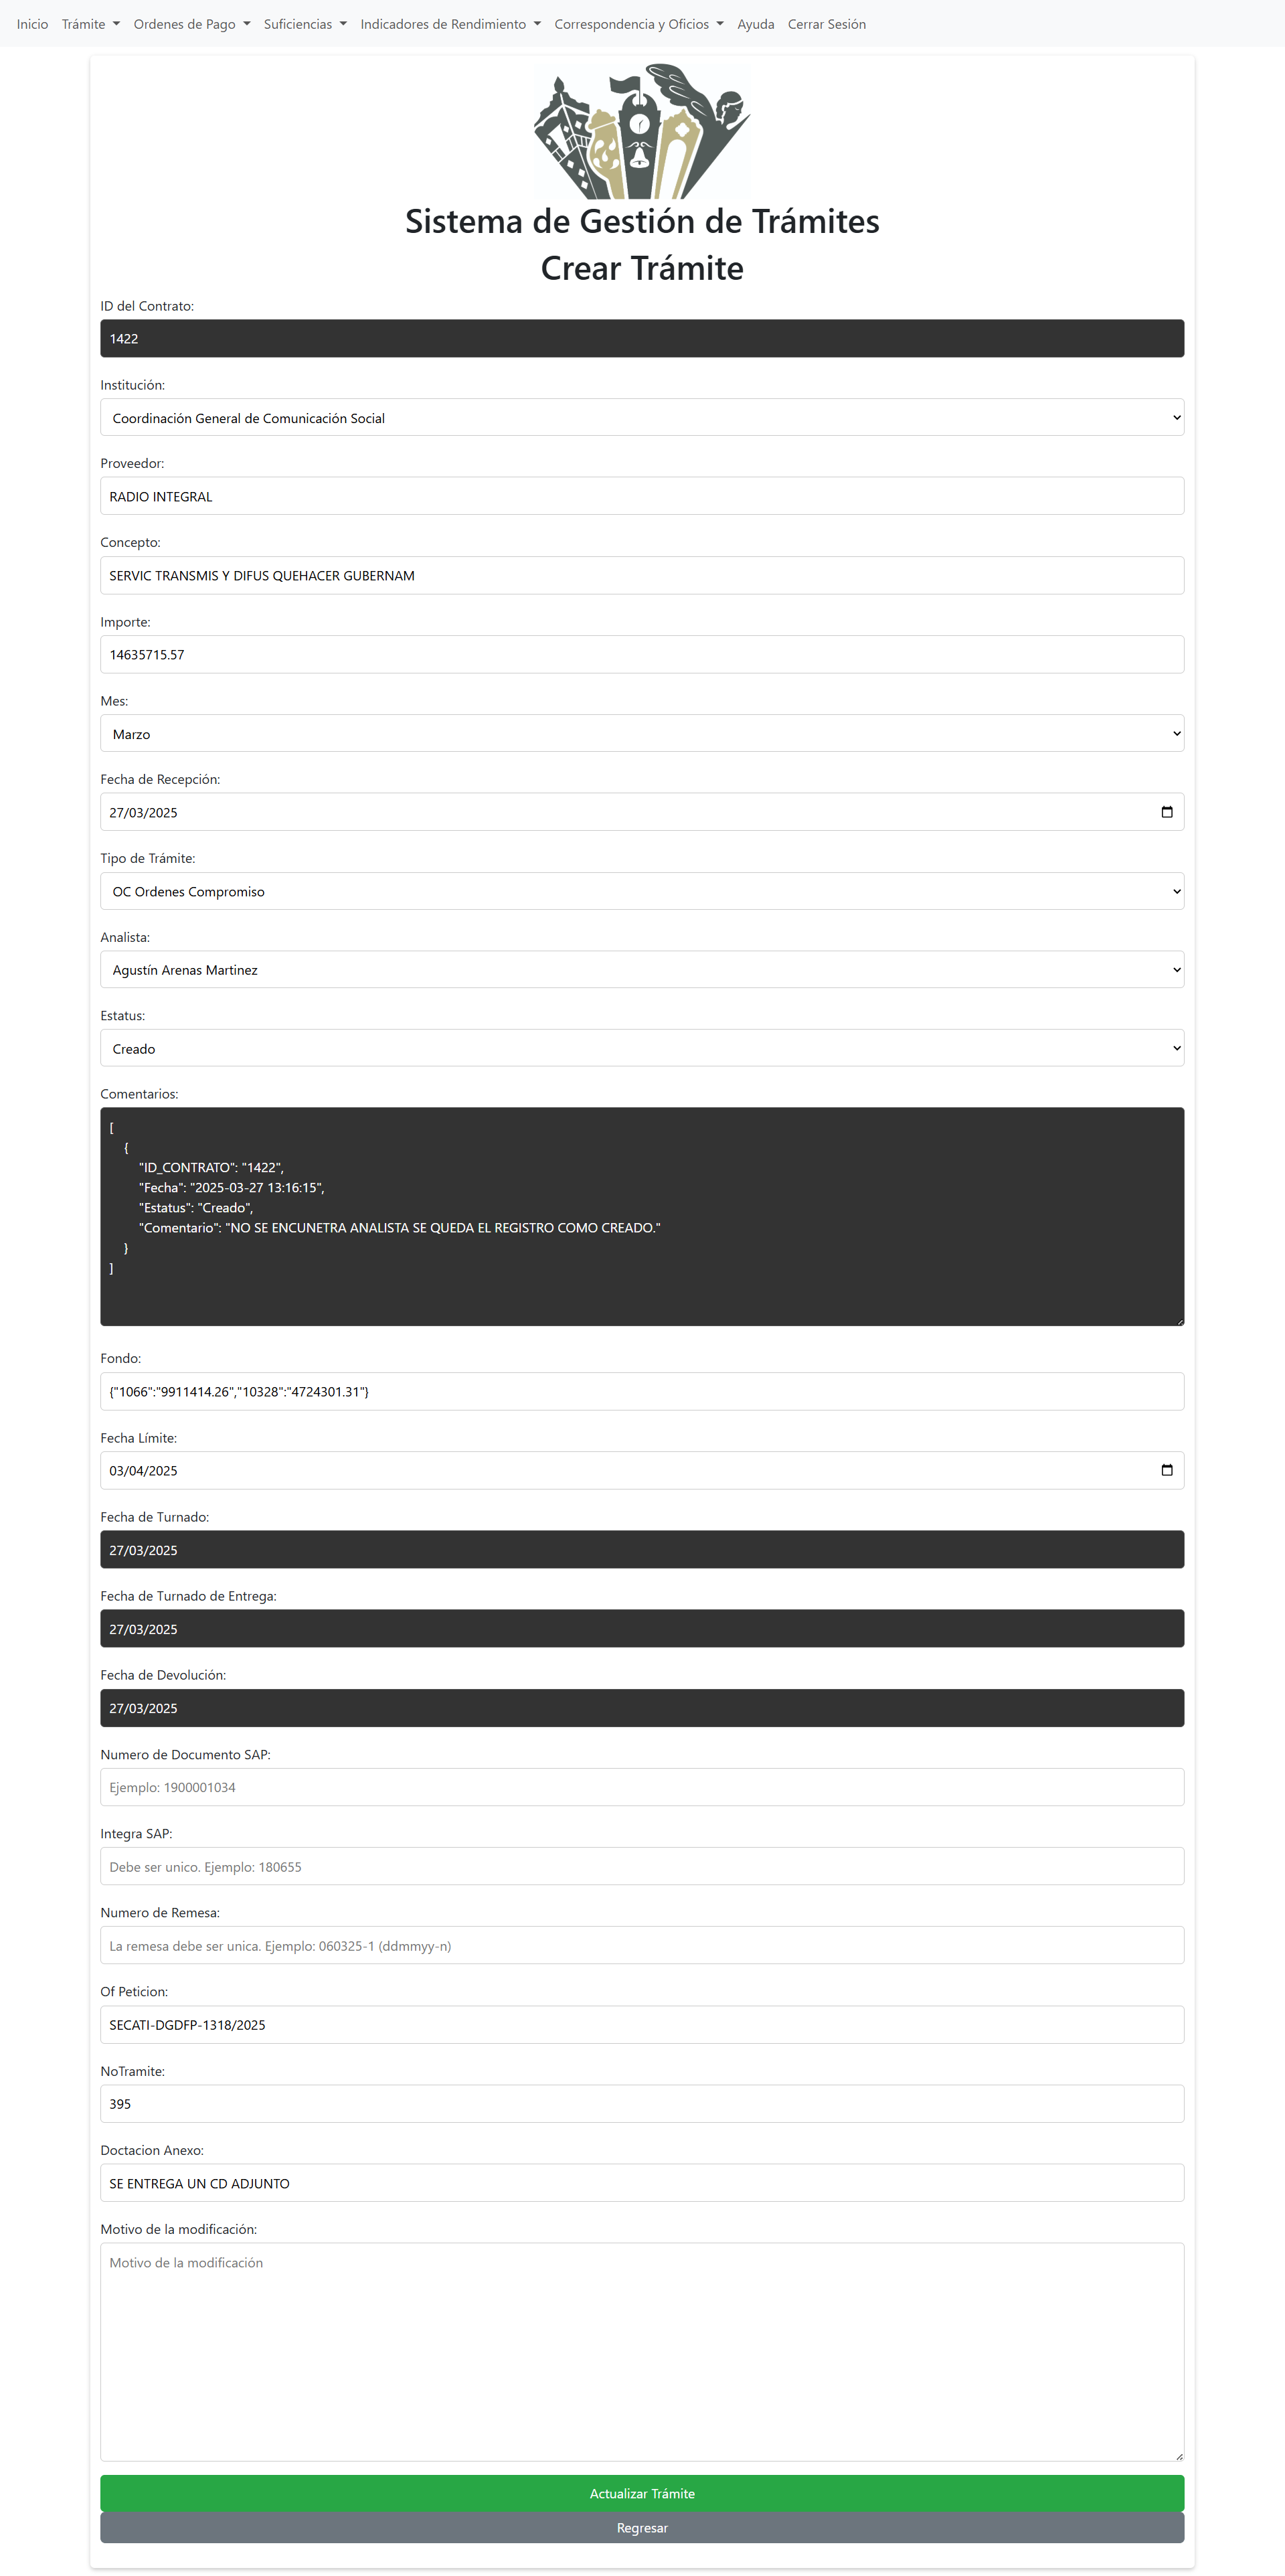 Inicio Trámite Ordenes de Pago Suficiencias Indicadores de Rendimiento Correspondencia y Oficios Ayuda Cerrar Sesión
Sistema de Gestión de Trámites
Crear Trámite
ID del Contrato:
1422
Institución:
Coordinación General de Comunicación Social
Proveedor:
RADIO INTEGRAL
Concepto:
SERVIC TRANSMIS Y DIFUS QUEHACER GUBERNAM
Importe:
14635715.57
Mes:
Marzo
Fecha de Recepción:
27/03/2025
Tipo de Trámite:
OC Ordenes Compromiso
Analista:
Agustín Arenas Martinez
Estatus:
Creado
Comentarios:
[
{
"ID_CONTRATO": "1422",
"Fecha": "2025-03-27 13:16:15",
"Estatus": "Creado",
"Comentario": "NO SE ENCUNETRA ANALISTA SE QUEDA EL REGISTRO COMO CREADO."
}
]
Fondo:
{"1066":"9911414.26","10328":"4724301.31"}
Fecha Límite:
03/04/2025
Fecha de Turnado:
27/03/2025
Fecha de Turnado de Entrega:
27/03/2025
Fecha de Devolución:
27/03/2025
Numero de Documento SAP:
Ejemplo: 1900001034
Integra SAP:
Debe ser unico. Ejemplo: 180655
Numero de Remesa:
La remesa debe ser unica. Ejemplo: 060325-1 (ddmmyy-n)
Of Peticion:
SECATI-DGDFP-1318/2025
NoTramite:
395
Doctacion Anexo:
SE ENTREGA UN CD ADJUNTO
Motivo de la modificación:
Motivo de la modificación
Actualizar Trámite
Regresar